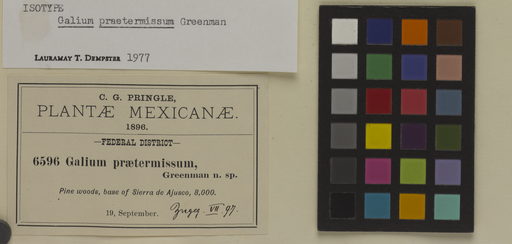 ISOTYPE
Galium prætermissum Greenman
LAURAMAY T. DEMPSTER 1977
C. G. PRINGLE,
PLANTÆ MEXICANÆ.
1896.
—FEDERAL DISTRICT—
6596 Galium prætermissum,
Greenman n. sp.
Pine woods, base of Sierra de Ajusco, 8,000.
19, September.
VII 97.